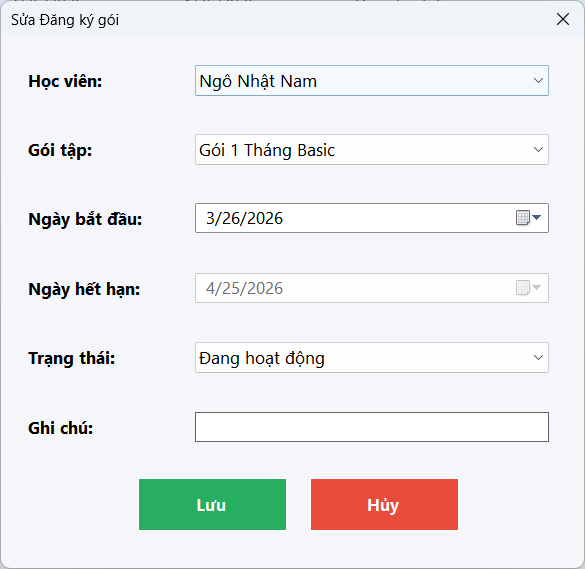 Sửa Đăng ký gói
Học viên:
Ngô Nhật Nam
Gói tập:
Gói 1 Tháng Basic
Ngày bắt đầu:
3/26/2026
Ngày hết hạn:
4/25/2026
Trạng thái:
Đang hoạt động
Ghi chú:
Lưu
Hủy